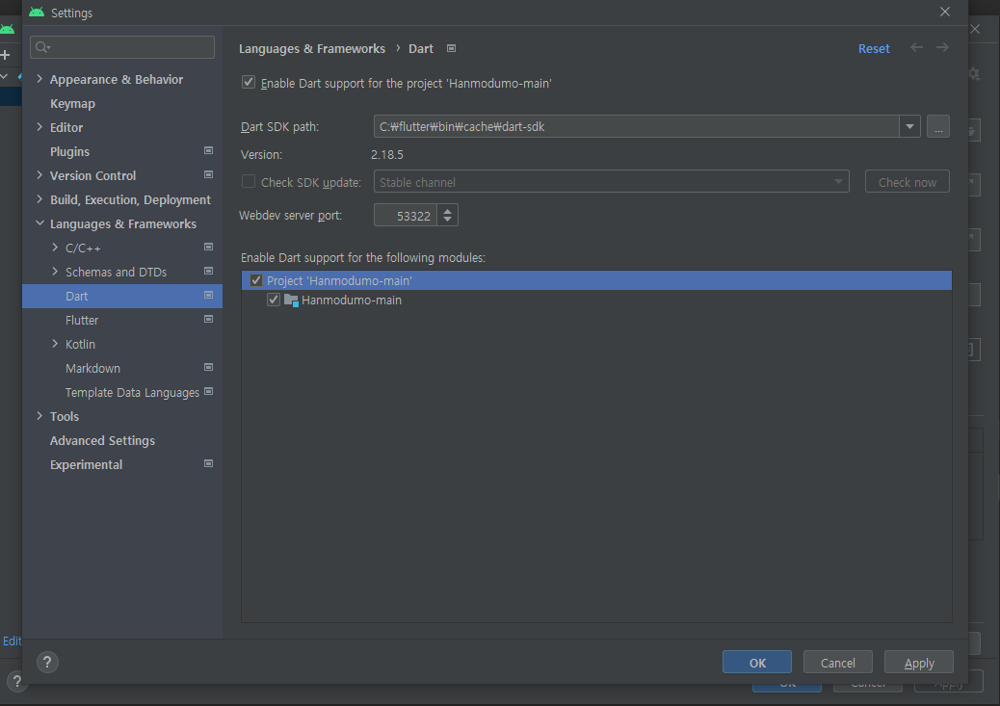 Settings
Languages & Frameworks › Dart
Reset
Appearance & Behavior
Keymap
Editor
Plugins
Version Control
Build, Execution, Deployment
Languages & Frameworks
C/C++
Schemas and DTDs
Dart
Flutter
Kotlin
Markdown
Template Data Languages
Tools
Advanced Settings
Experimental
Enable Dart support for the project 'Hanmodumo-main'
Dart SDK path: C:₩flutter₩bin₩cache₩dart-sdk ...
Version: 2.18.5
Check SDK update: Stable channel Check now
Webdev server port: 53322
Enable Dart support for the following modules:
Project 'Hanmodumo-main'
Hanmodumo-main
Edit
? OK Cancel Apply
? OK Cancel Apply